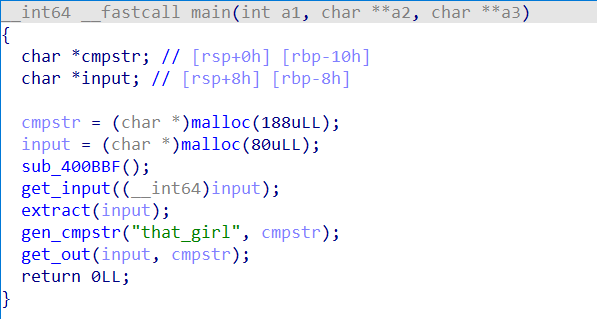 __int64 __fastcall main(int a1, char **a2, char **a3)
{
  char *cmpstr; // [rsp+0h] [rbp-10h]
  char *input; // [rsp+8h] [rbp-8h]

  cmpstr = (char *)malloc(188uLL);
  input = (char *)malloc(80uLL);
  sub_400BBF();
  get_input((__int64)input);
  extract(input);
  gen_cmpstr("that_girl", cmpstr);
  get_out(input, cmpstr);
  return 0LL;
}